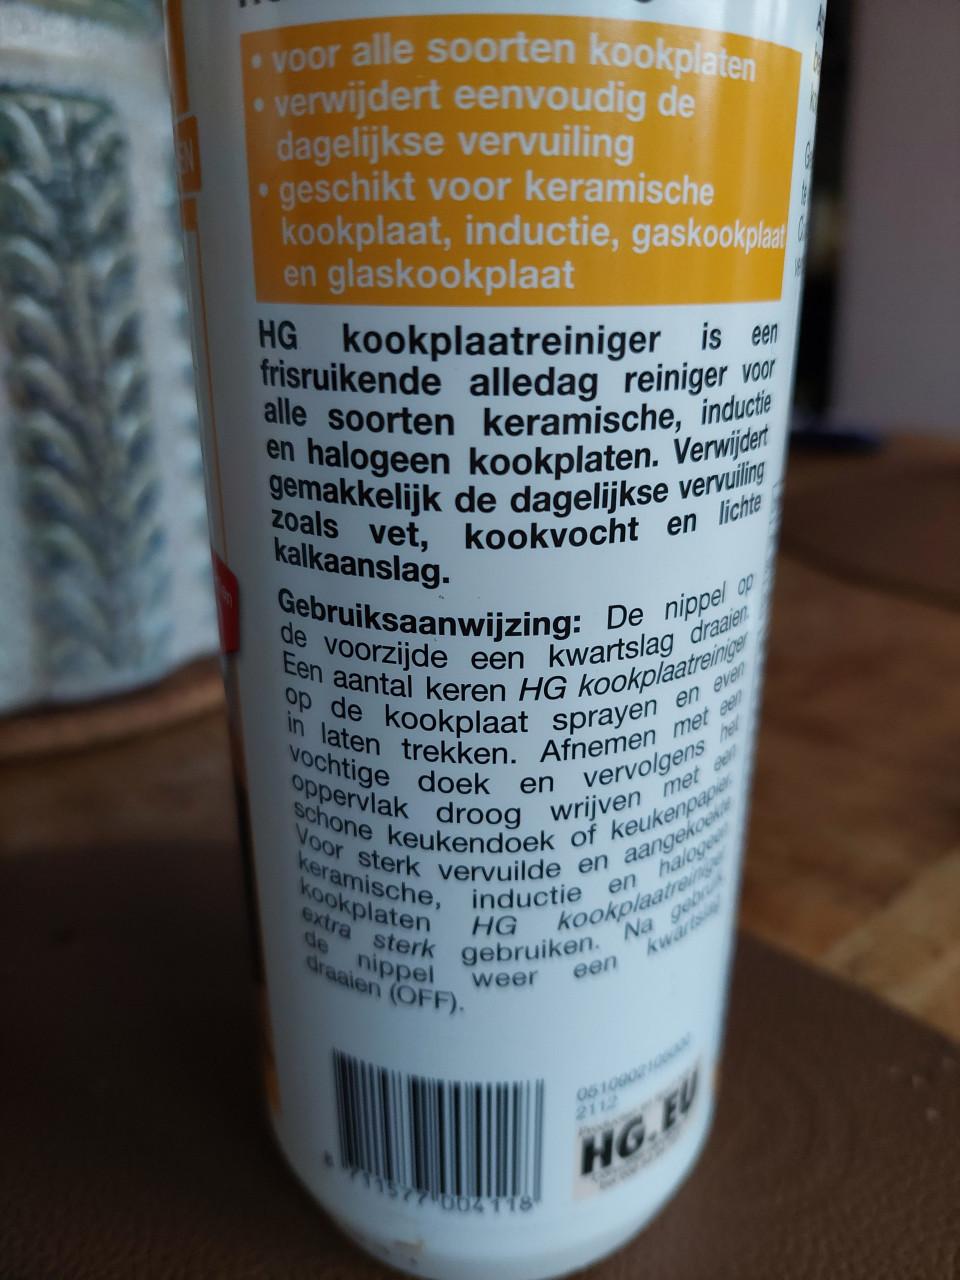 • voor alle soorten kookplaten
• verwijdert eenvoudig de
dagelijkse vervuiling
• geschikt voor keramische
kookplaat, inductie, gaskookplaat
en glaskookplaat
HG kookplaatreiniger is een
frisruikende alledag reiniger voor
alle soorten keramische, inductie
en halogeen kookplaten. Verwijdert
gemakkelijk de dagelijkse vervuiling
zoals vet, kookvocht en lichte
kalkaanslag.
Gebruiksaanwijzing: De nippel op
de voorzijde een kwartslag draaien.
Een aantal keren HG kookplaatreiniger
op de kookplaat sprayen en even
in laten trekken. Afnemen met een
vochtige doek en vervolgens het
oppervlak droog wrijven met een
schone keukendoek of keukenpapier.
Voor sterk vervuilde en aangekoekte
keramische, inductie en halogeen
kookplaten HG kookplaatreiniger
extra sterk gebruiken. Na gebruik
de nippel weer een kwartslag
draaien (OFF).
2112
HG.EU
8 711577 004118